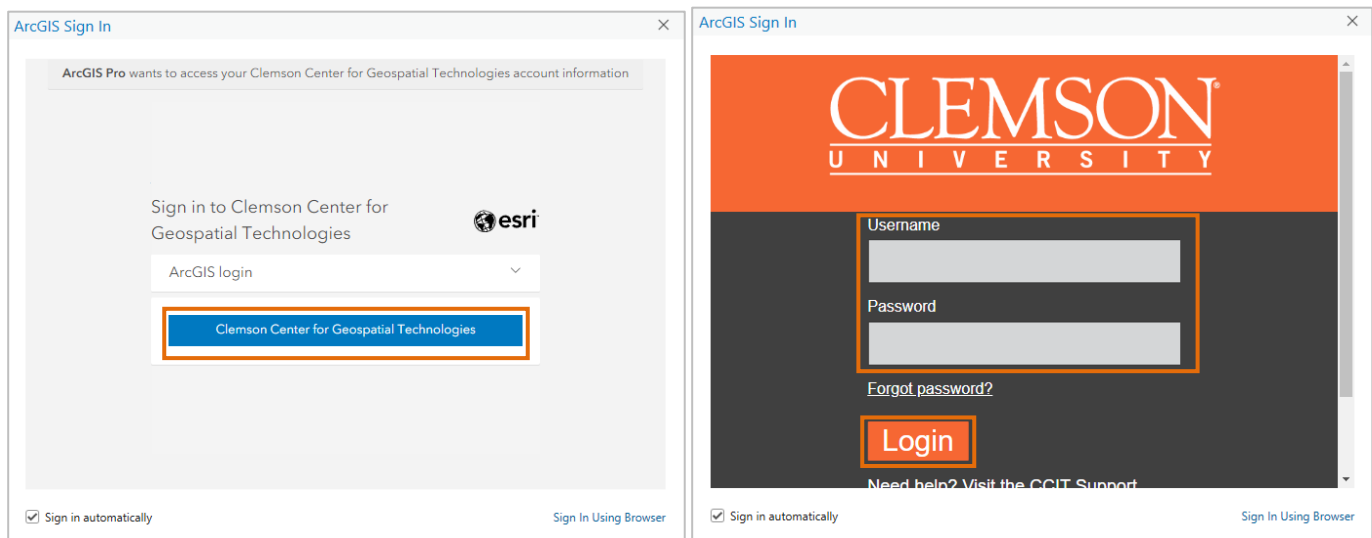 ArcGIS Sign In
ArcGIS Pro wants to access your Clemson Center for Geospatial Technologies account information
Sign in to Clemson Center for
Geospatial Technologies
esri
ArcGIS login
Clemson Center for Geospatial Technologies
Sign in automatically
Sign In Using Browser
ArcGIS Sign In
CLEMSON
UNIVERSITY
Username
Password
Forgot password?
Login
Need help? Visit the CCIT Support
Sign in automatically
Sign In Using Browser